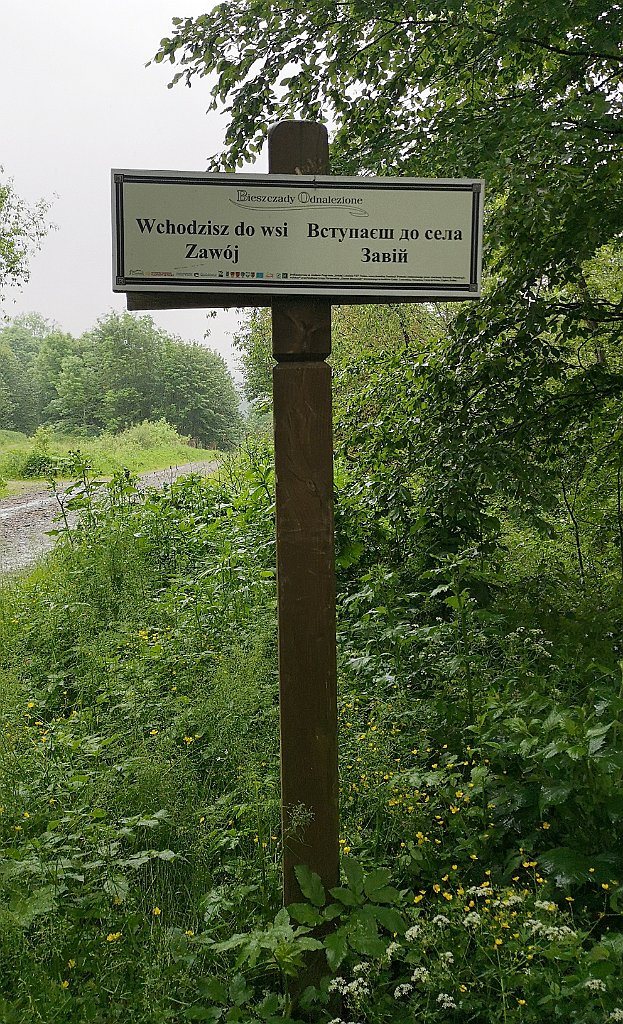 Bieszczady Odnalezione
Wchodzisz do wsi
Zawój
Вступаєш до села
Завій